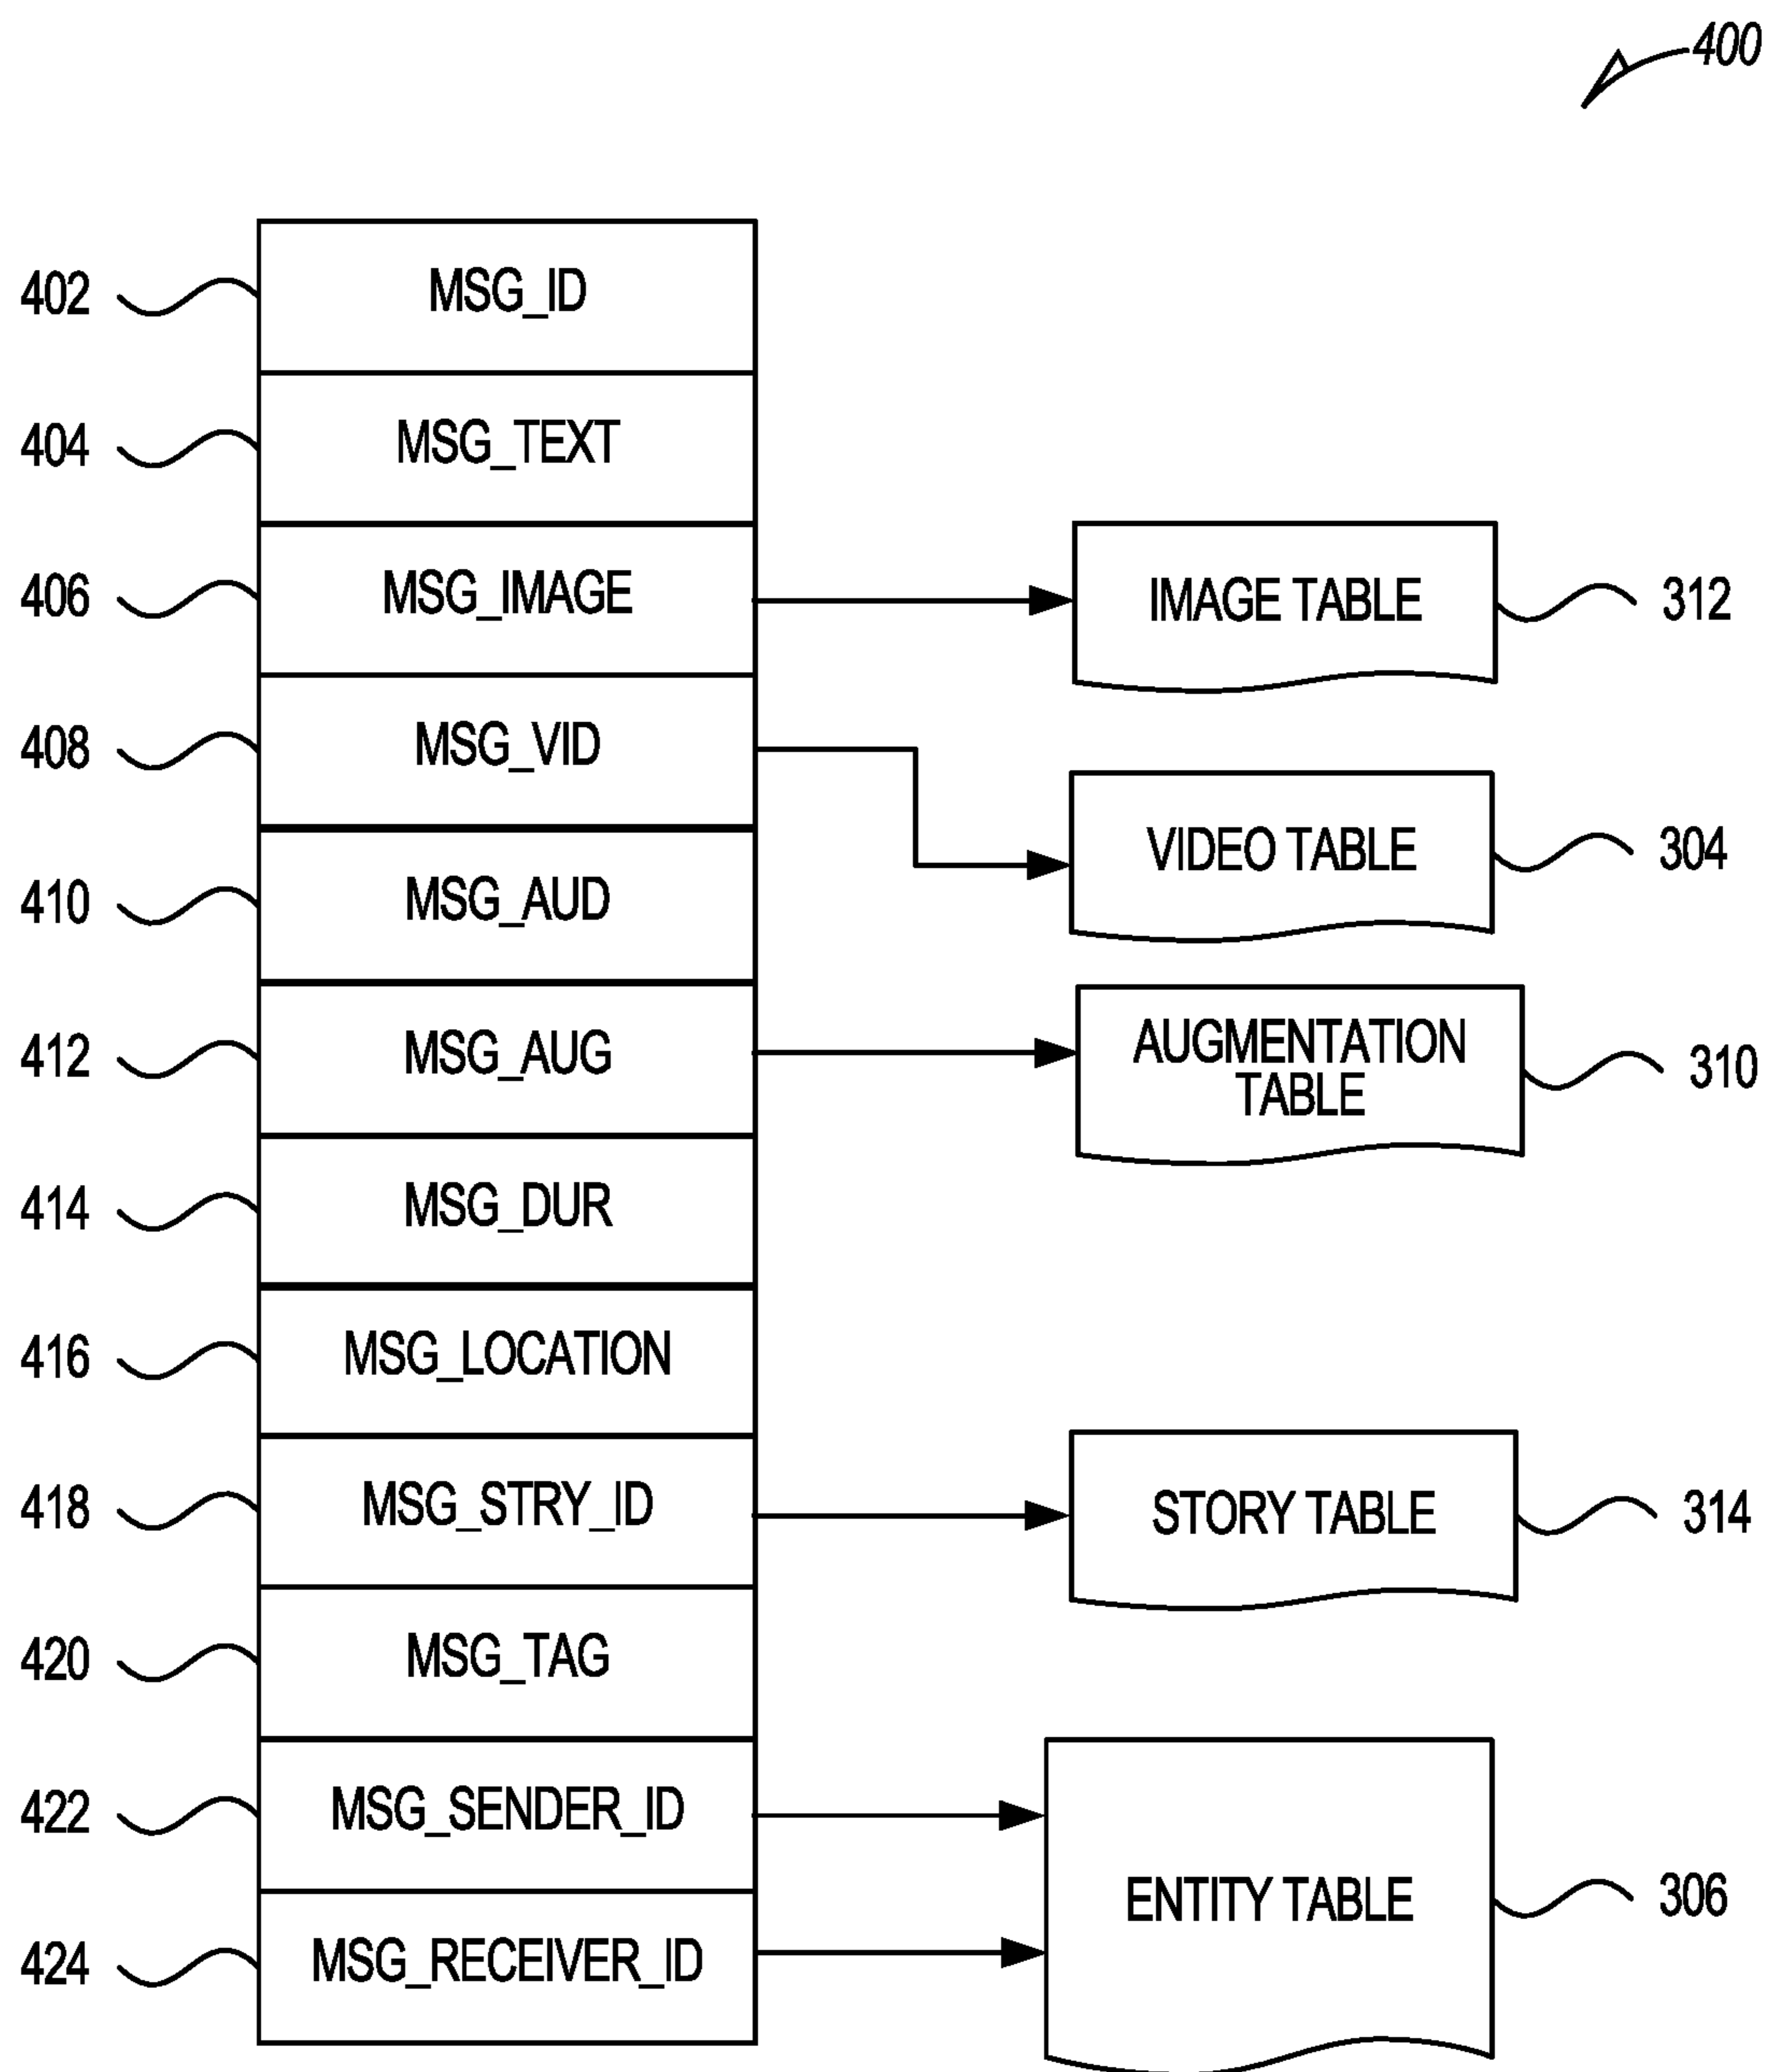 400
402 MSG_ID
404 MSG_TEXT
406 MSG_IMAGE IMAGE TABLE 312
408 MSG_VID
VIDEO TABLE 304
410 MSG_AUD
412 MSG_AUG AUGMENTATION
TABLE 310
414 MSG_DUR
416 MSG_LOCATION
418 MSG_STRY_ID STORY TABLE 314
420 MSG_TAG
422 MSG_SENDER_ID
ENTITY TABLE 306
424 MSG_RECEIVER_ID